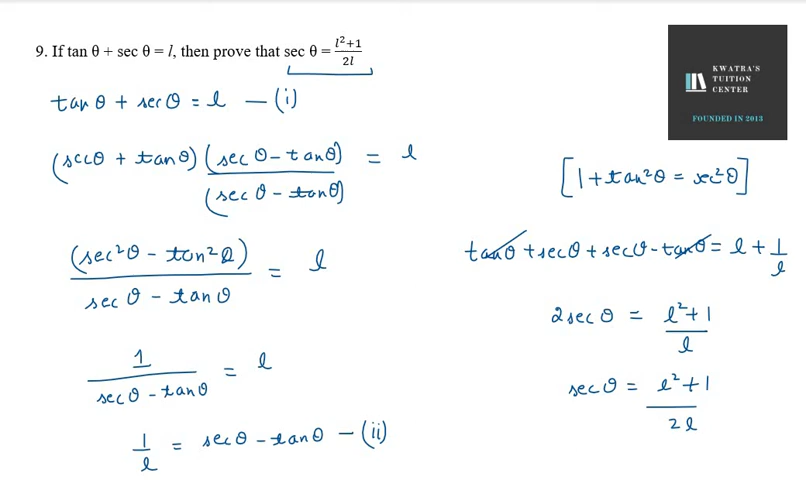 9. If tan θ + sec θ = l, then prove that sec θ = (l²+1)/(2l)
KWATRA'S
TUITION
CENTER
FOUNDED IN 2013
tan θ + sec θ = l — (i)
(sec θ + tan θ) (sec θ - tan θ)/(sec θ - tan θ) = l
(sec²θ - tan²θ)/(sec θ - tan θ) = l
1/(sec θ - tan θ) = l
1/l = sec θ - tan θ — (ii)
[1 + tan²θ = sec²θ]
tan θ + sec θ + sec θ - tan θ = l + 1/l
2 sec θ = (l²+1)/l
sec θ = (l²+1)/(2l)